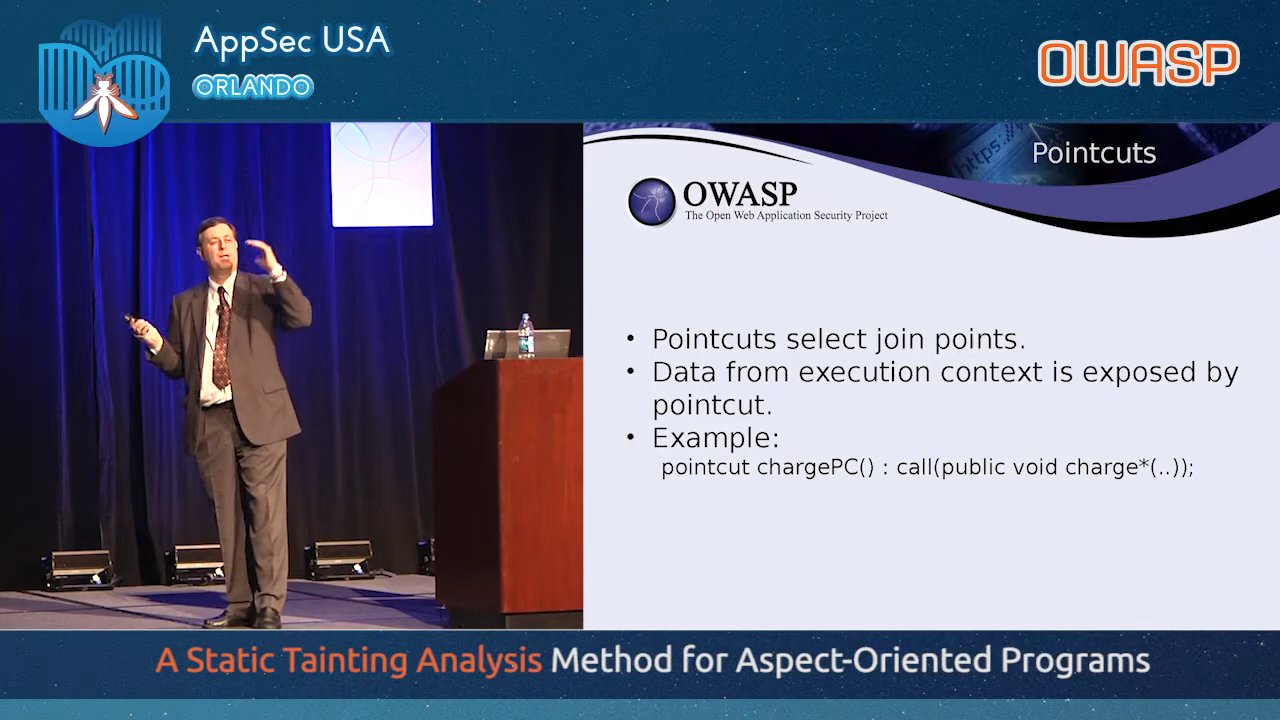 AppSec USA
ORLANDO
OWASP
https://
Pointcuts
OWASP
The Open Web Application Security Project
• Pointcuts select join points.
• Data from execution context is exposed by
pointcut.
• Example:
pointcut chargePC() : call(public void charge*(..));
A Static Tainting Analysis Method for Aspect-Oriented Programs